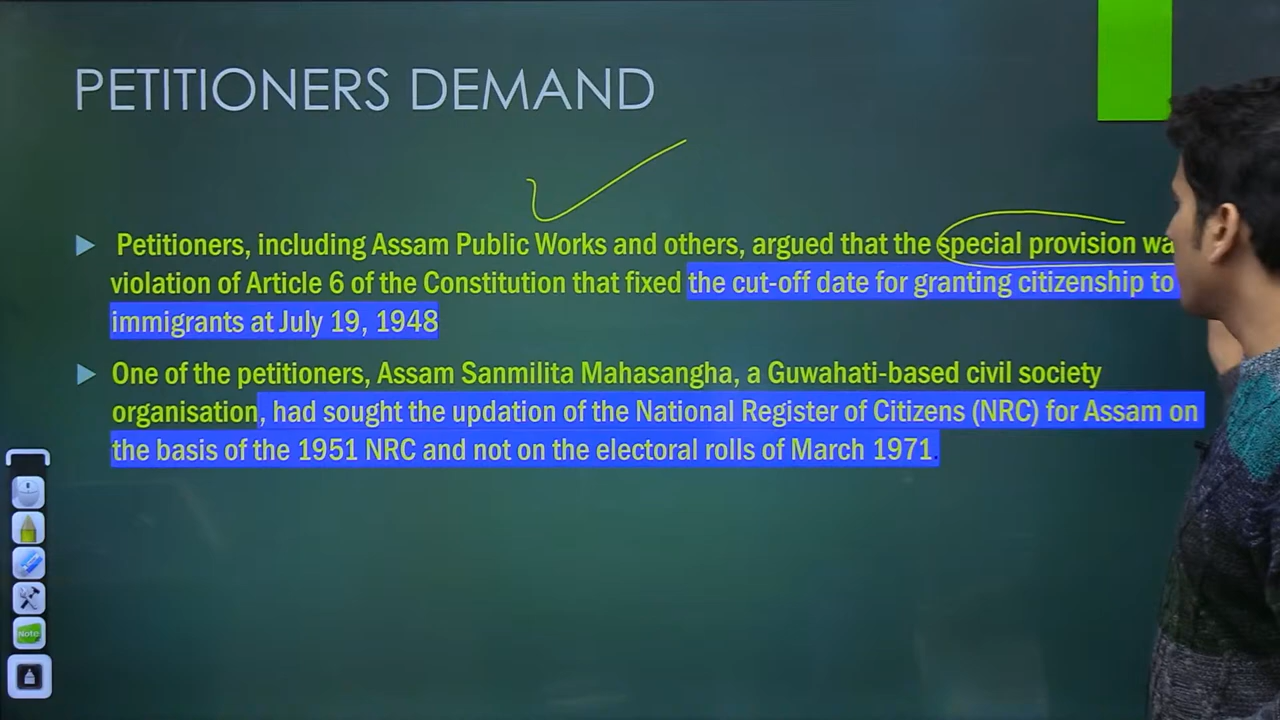 PETITIONERS DEMAND
Petitioners, including Assam Public Works and others, argued that the special provision
violation of Article 6 of the Constitution that fixed the cut-off date for granting citizenship to
immigrants at July 19, 1948
One of the petitioners, Assam Sanmilita Mahasangha, a Guwahati-based civil society
organisation, had sought the updation of the National Register of Citizens (NRC) for Assam on
the basis of the 1951 NRC and not on the electoral rolls of March 1971.
Note